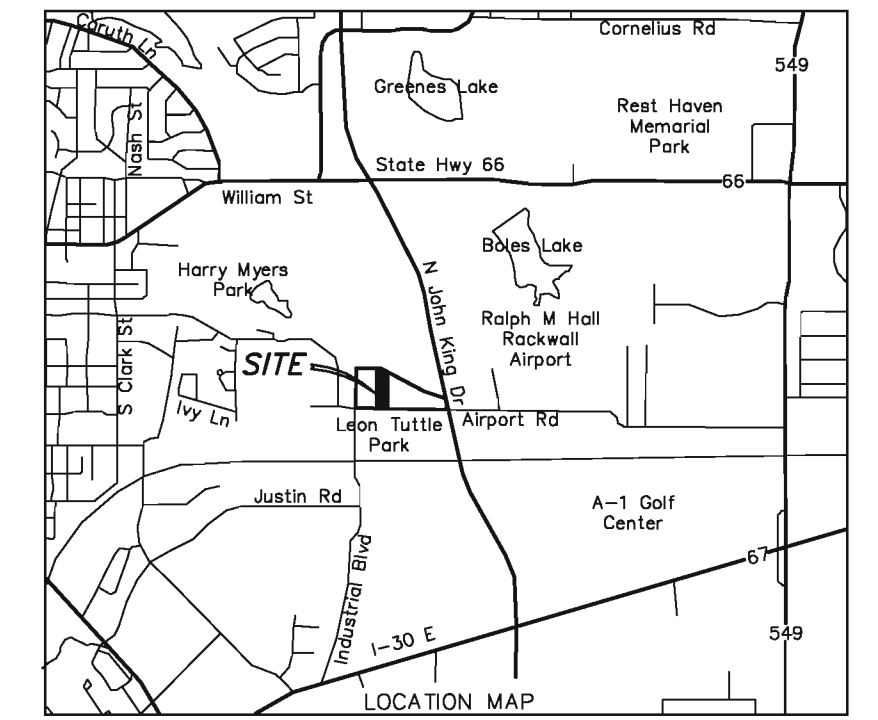 Caruth Ln
Cornelius Rd
549
Greenes Lake
Rest Haven
Memorial
Park
Nash St
State Hwy 66
66
William St
Boles Lake
Harry Myers
Park
N John King Dr
Ralph M Hall
Rackwall
Airport
S Clark St
SITE
Ivy Ln
Leon Tuttle
Park
Airport Rd
Justin Rd
A-1 Golf
Center
Industrial Blvd
67
I-30 E
549
LOCATION MAP